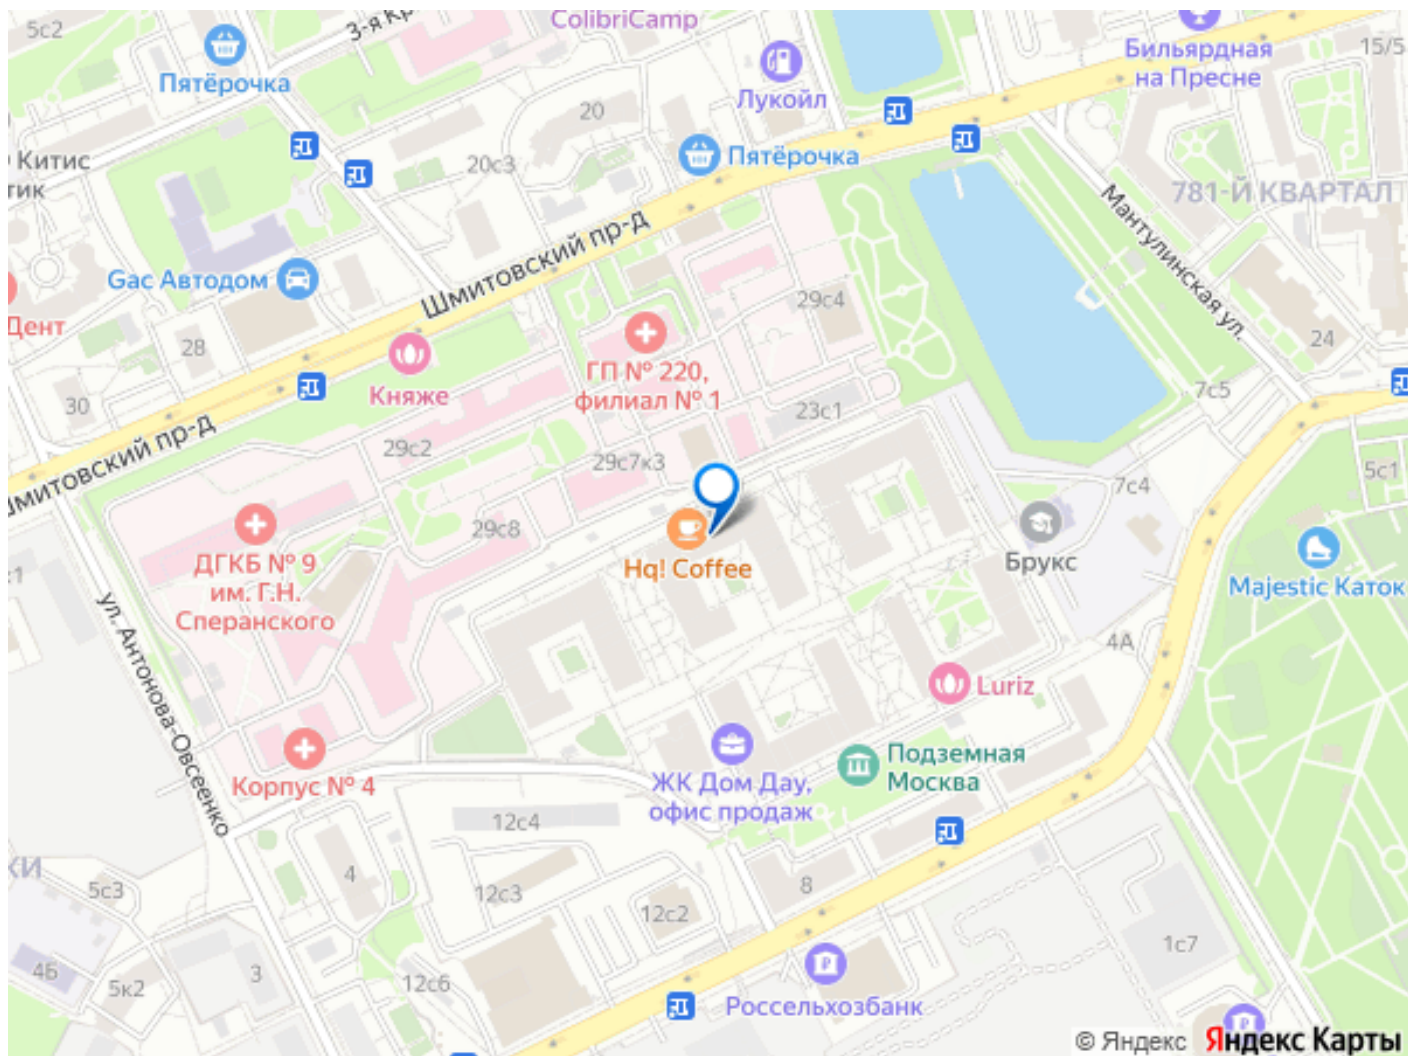 5с2
3-я Кр
ColibriCamp
Пятёрочка
Лукойл
Бильярдная
на Пресне
15/5
20
20с3
Пятёрочка
Китис
тик
781-Й КВАРТАЛ
Мантулинская ул.
Gac Автодом
Шмитовский пр-д
29с4
Дент
28
ГП № 220,
филиал № 1
24
Княже
30
7с5
23с1
Шмитовский пр-д
29с2
29с7к3
5с1
7с4
29с8
ДГКБ № 9
им. Г.Н.
Сперанского
Hq! Coffee
Брукс
Majestic Каток
ул. Антонова-Овсеенко
4А
Luriz
Корпус № 4
ЖК Дом Дау,
офис продаж
Подземная
Москва
12с4
КИ
5с3
4
12с3
8
12с2
1с7
4Б
5к2
3
12с6
Россельхозбанк
© Яндекс Яндекс Карты